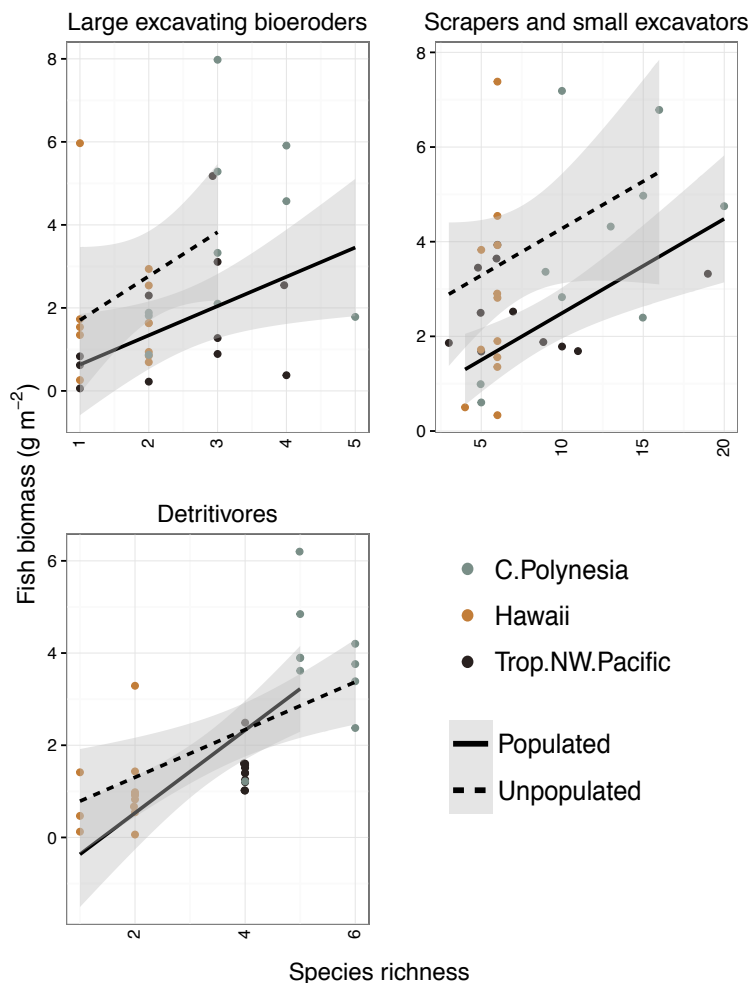 Large excavating bioeroders
Scrapers and small excavators
8
6
4
2
0
1
2
3
4
5
8
6
4
2
0
5
10
15
20
Fish biomass (g m−2)
Detritivores
6
4
2
0
2
4
6
C.Polynesia
Hawaii
Trop.NW.Pacific
Populated
Unpopulated
Species richness